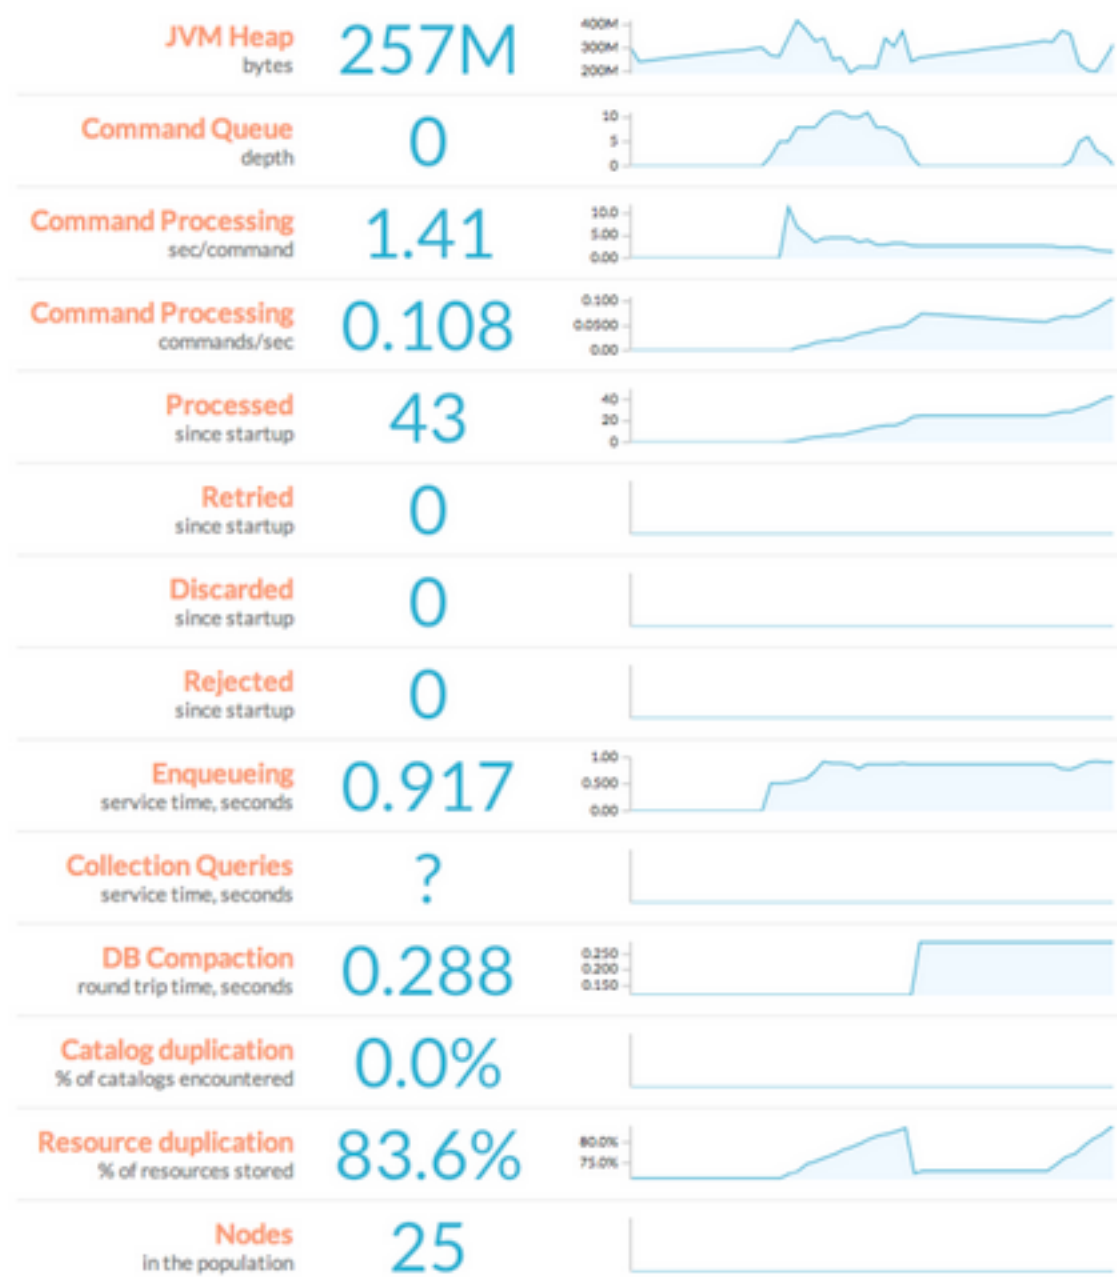 JVM Heap
bytes
257M
400M
300M
200M
Command Queue
depth
0
10
5
0
Command Processing
sec/command
1.41
10.0
5.00
0.00
Command Processing
commands/sec
0.108
0.100
0.0500
0.00
Processed
since startup
43
40
20
0
Retried
since startup
0
Discarded
since startup
0
Rejected
since startup
0
Enqueueing
service time, seconds
0.917
1.00
0.500
0.00
Collection Queries
service time, seconds
?
DB Compaction
round trip time, seconds
0.288
0.250
0.200
0.150
Catalog duplication
% of catalogs encountered
0.0%
Resource duplication
% of resources stored
83.6%
80.0%
75.0%
Nodes
in the population
25